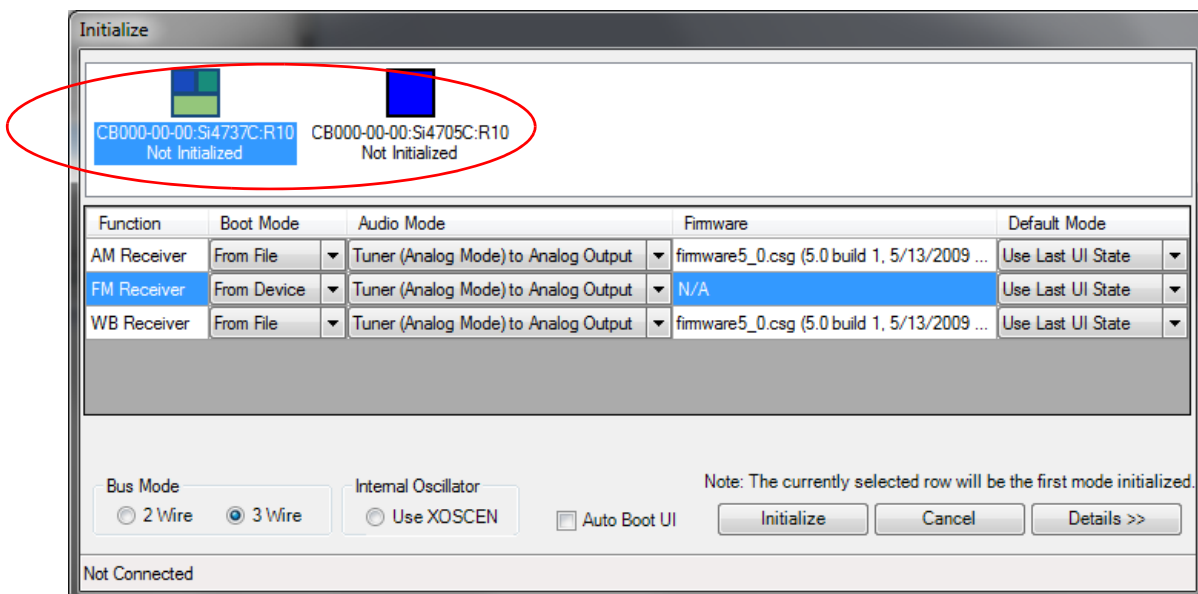 Initialize
CB000-00-00:Si4737C:R10
Not Initialized
CB000-00-00:Si4705C:R10
Not Initialized
Function Boot Mode Audio Mode Firmware Default Mode
AM Receiver From File Tuner (Analog Mode) to Analog Output firmware5_0.csg (5.0 build 1, 5/13/2009 ... Use Last UI State
FM Receiver From Device Tuner (Analog Mode) to Analog Output N/A Use Last UI State
WB Receiver From File Tuner (Analog Mode) to Analog Output firmware5_0.csg (5.0 build 1, 5/13/2009 ... Use Last UI State
Note: The currently selected row will be the first mode initialized.
Bus Mode Internal Oscillator
2 Wire 3 Wire Use XOSCEN Auto Boot UI Initialize Cancel Details >>
Not Connected